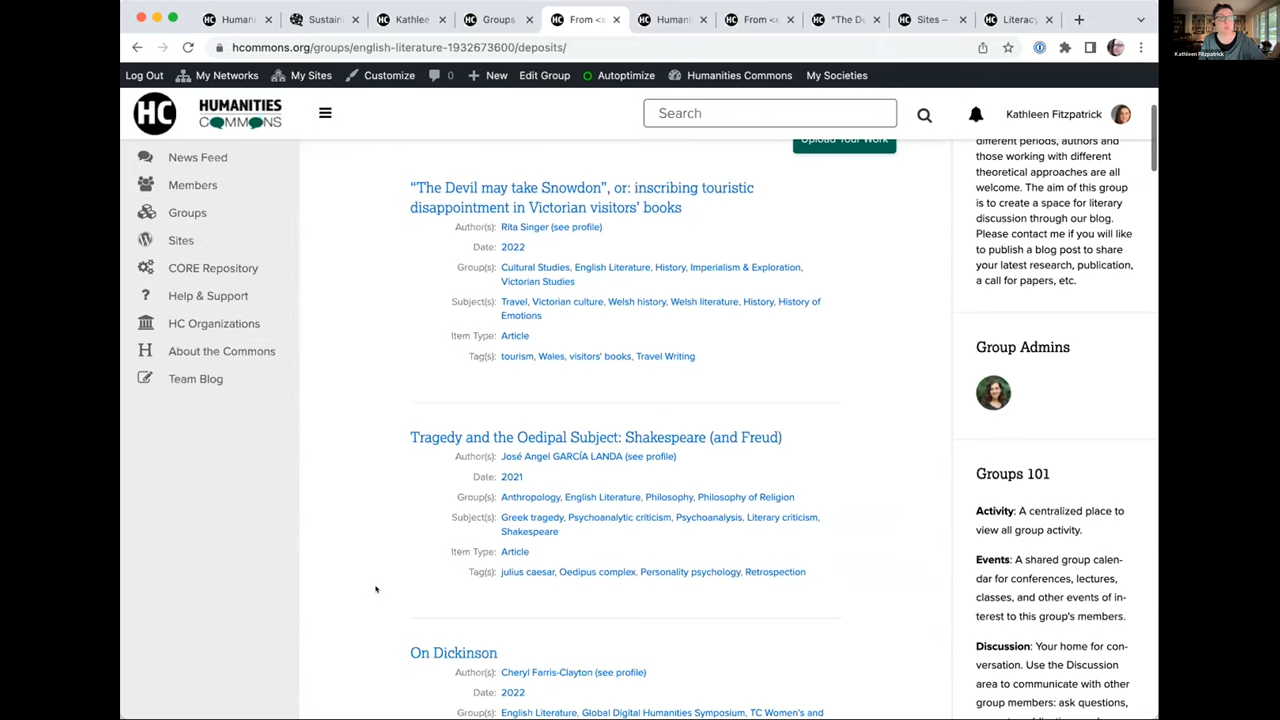 Humani
Sustain
Kathlee
Groups
From <e
Humani
From <e
"The De
Sites –
Literacy
hcommons.org/groups/english-literature-1932673600/deposits/
Log Out
My Networks
My Sites
Customize
0
New
Edit Group
Autoptimize
Humanities Commons
My Societies
HC
HUMANITIES
COMMONS
Search
Kathleen Fitzpatrick
Kathleen Fitzpatrick
News Feed
Members
Groups
Sites
CORE Repository
Help & Support
HC Organizations
About the Commons
Team Blog
Upload Your Work
“The Devil may take Snowdon”, or: inscribing touristic
disappointment in Victorian visitors’ books
Author(s): Rita Singer (see profile)
Date: 2022
Group(s): Cultural Studies, English Literature, History, Imperialism & Exploration,
Victorian Studies
Subject(s): Travel, Victorian culture, Welsh history, Welsh literature, History, History of
Emotions
Item Type: Article
Tag(s): tourism, Wales, visitors' books, Travel Writing
Tragedy and the Oedipal Subject: Shakespeare (and Freud)
Author(s): José Angel GARCÍA LANDA (see profile)
Date: 2021
Group(s): Anthropology, English Literature, Philosophy, Philosophy of Religion
Subject(s): Greek tragedy, Psychoanalytic criticism, Psychoanalysis, Literary criticism,
Shakespeare
Item Type: Article
Tag(s): julius caesar, Oedipus complex, Personality psychology, Retrospection
On Dickinson
Author(s): Cheryl Farris-Clayton (see profile)
Date: 2022
Group(s): English Literature, Global Digital Humanities Symposium, TC Women's and
different periods, authors and
those working with different
theoretical approaches are all
welcome. The aim of this group
is to create a space for literary
discussion through our blog.
Please contact me if you will like
to publish a blog post to share
your latest research, publication,
a call for papers, etc.
Group Admins
Groups 101
Activity: A centralized place to
view all group activity.
Events: A shared group calen-
dar for conferences, lectures,
classes, and other events of in-
terest to this group's members.
Discussion: Your home for con-
versation. Use the Discussion
area to communicate with other
group members: ask questions,